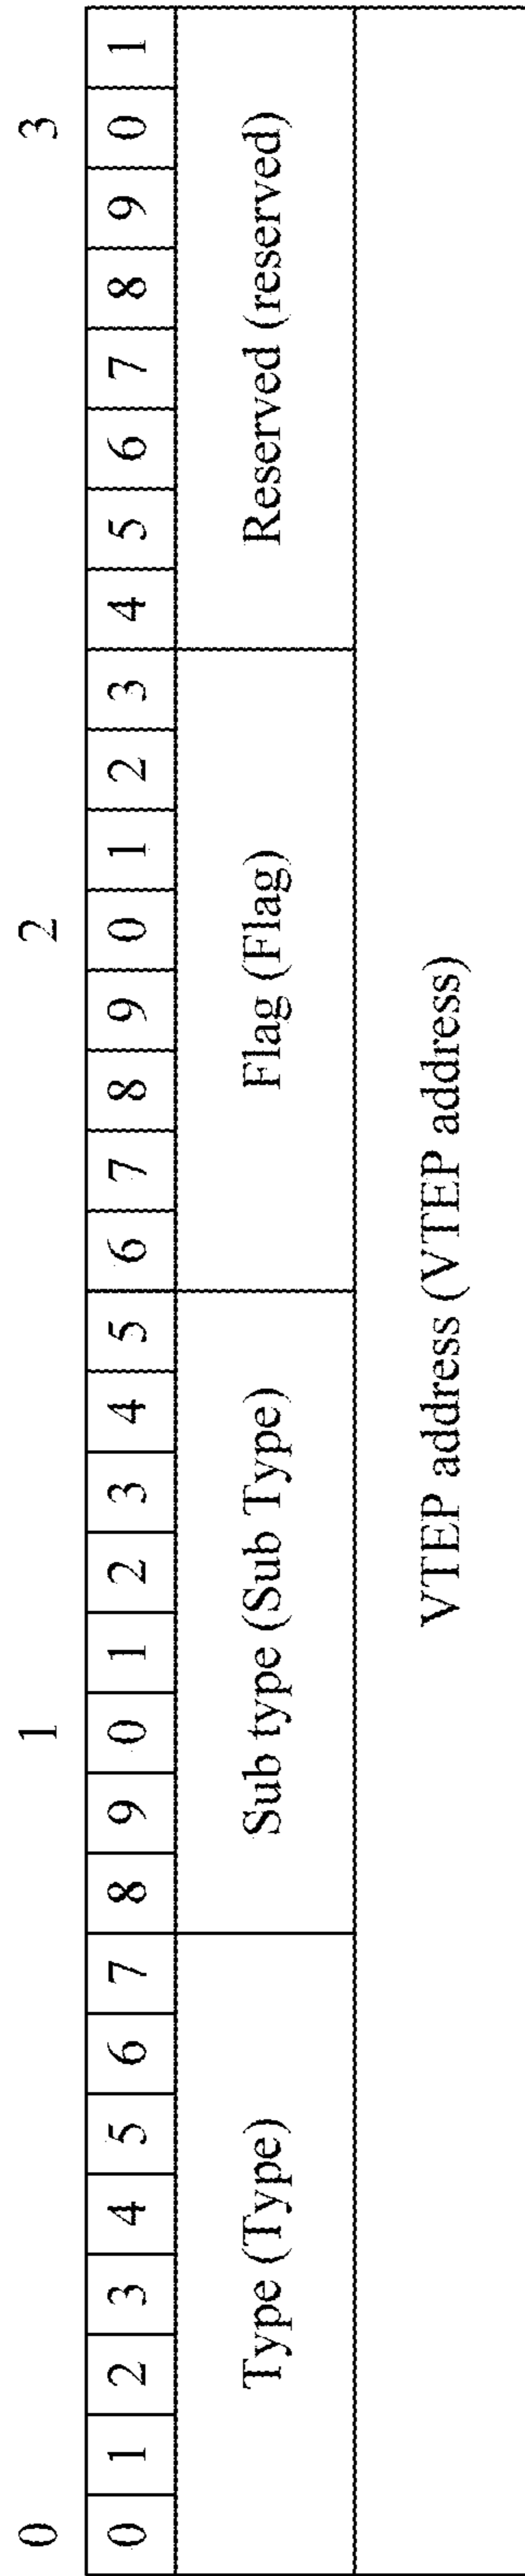 0 1 2 3
0 1 2 3 4 5 6 7 8 9 0 1 2 3 4 5 6 7 8 9 0 1 2 3 4 5 6 7 8 9 0 1
Type (Type) Sub type (Sub Type) Flag (Flag) Reserved (reserved)
VTEP address (VTEP address)